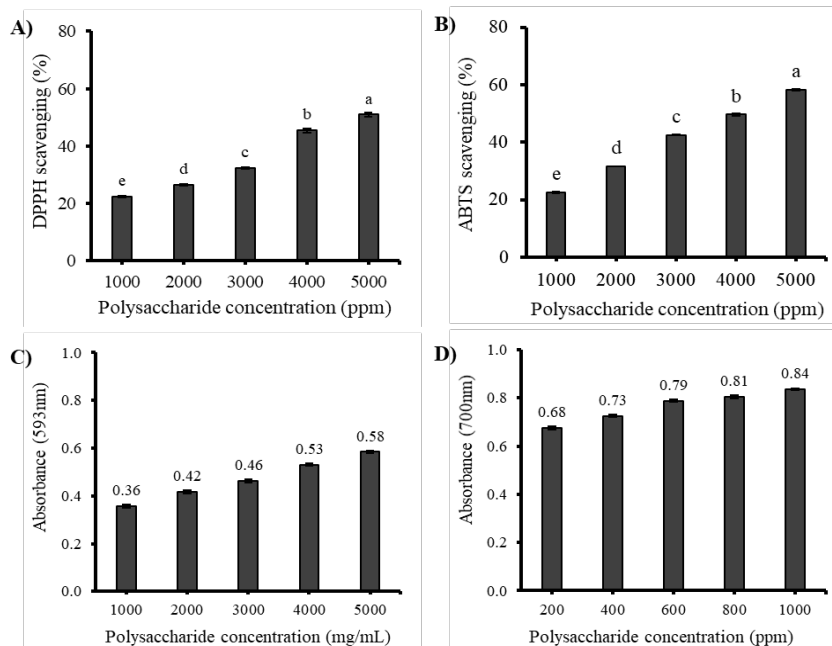 A)
DPPH scavenging (%)
80
60
40
20
0
e
d
c
b
a
1000 2000 3000 4000 5000
Polysaccharide concentration (ppm)
B)
ABTS scavenging (%)
80
60
40
20
0
e
d
c
b
a
1000 2000 3000 4000 5000
Polysaccharide concentration (ppm)
C)
Absorbance (593nm)
1.0
0.8
0.6
0.4
0.2
0.0
0.36
0.42
0.46
0.53
0.58
1000 2000 3000 4000 5000
Polysaccharide concentration (mg/mL)
D)
Absorbance (700nm)
1.0
0.8
0.6
0.4
0.2
0.0
0.68
0.73
0.79
0.81
0.84
200 400 600 800 1000
Polysaccharide concentration (ppm)